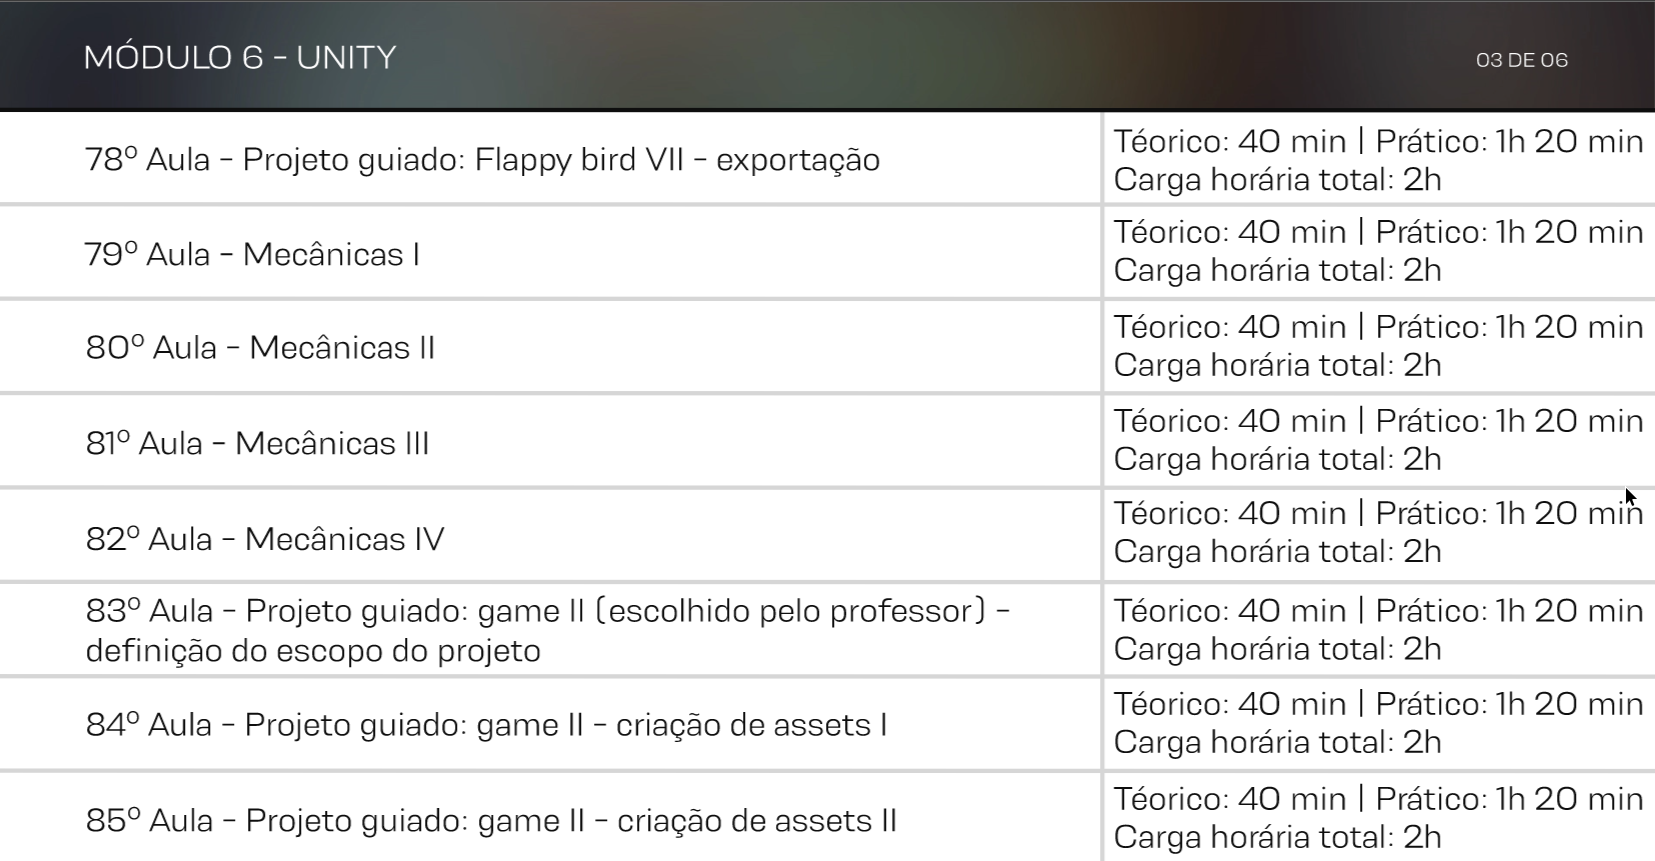 MÓDULO 6 - UNITY
03 DE 06
78º Aula - Projeto guiado: Flappy bird VII - exportação
Téorico: 40 min | Prático: 1h 20 min
Carga horária total: 2h
79º Aula - Mecânicas I
Téorico: 40 min | Prático: 1h 20 min
Carga horária total: 2h
80º Aula - Mecânicas II
Téorico: 40 min | Prático: 1h 20 min
Carga horária total: 2h
81º Aula - Mecânicas III
Téorico: 40 min | Prático: 1h 20 min
Carga horária total: 2h
82º Aula - Mecânicas IV
Téorico: 40 min | Prático: 1h 20 min
Carga horária total: 2h
83º Aula - Projeto guiado: game II (escolhido pelo professor) -
definição do escopo do projeto
Téorico: 40 min | Prático: 1h 20 min
Carga horária total: 2h
84º Aula - Projeto guiado: game II - criação de assets I
Téorico: 40 min | Prático: 1h 20 min
Carga horária total: 2h
85º Aula - Projeto guiado: game II - criação de assets II
Téorico: 40 min | Prático: 1h 20 min
Carga horária total: 2h